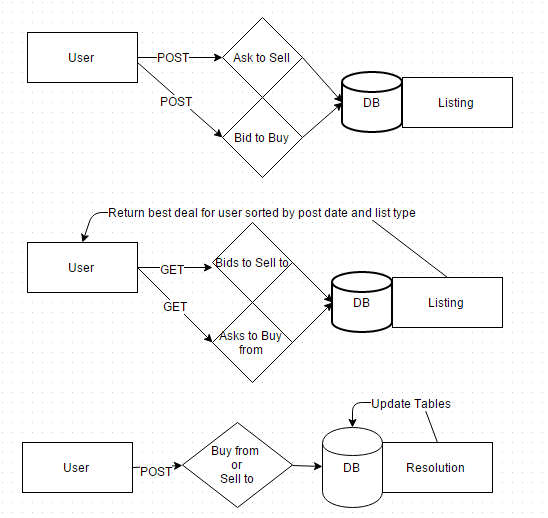 User
POST
Ask to Sell
POST
Bid to Buy
DB
Listing
Return best deal for user sorted by post date and list type
User
GET
Bids to Sell to
GET
Asks to Buy
from
DB
Listing
Update Tables
User
POST
Buy from
or
Sell to
DB
Resolution